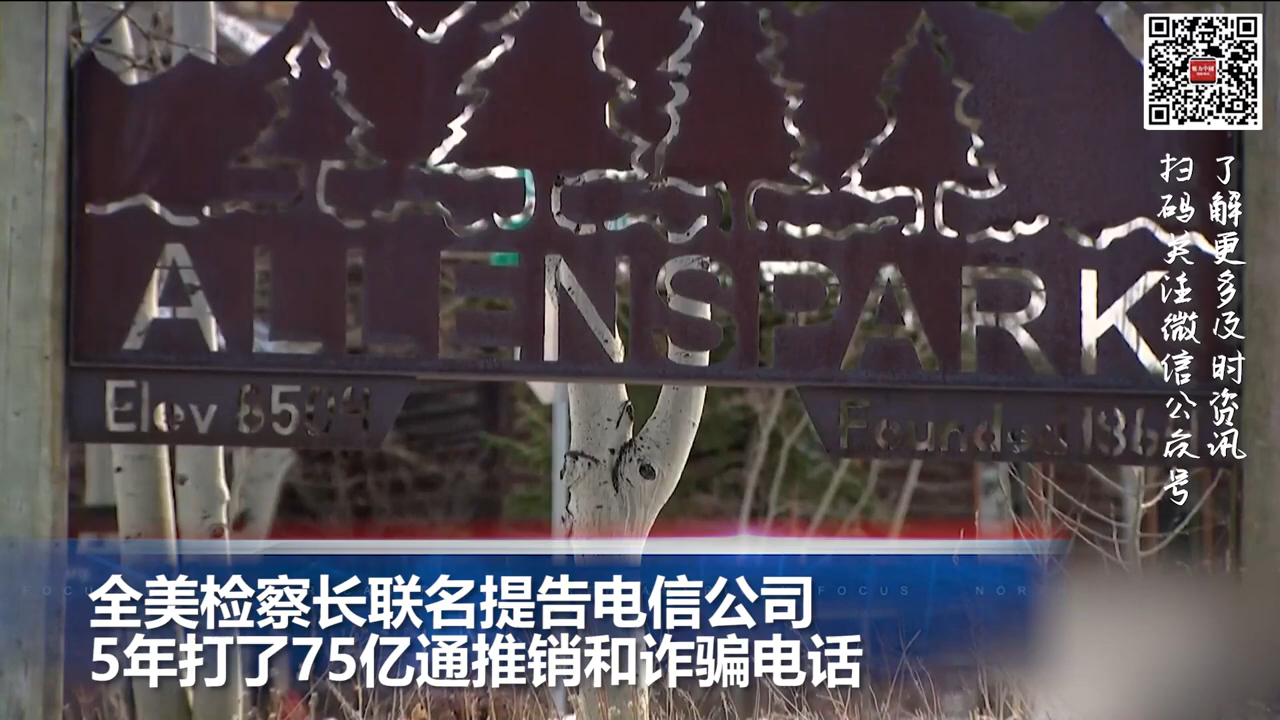 ALLENSPARK
Elev 8504
Founded
了解更多及时资讯
扫码关注微信公众号
全美检察长联名提告电信公司
5年打了75亿通推销和诈骗电话
FOCUS